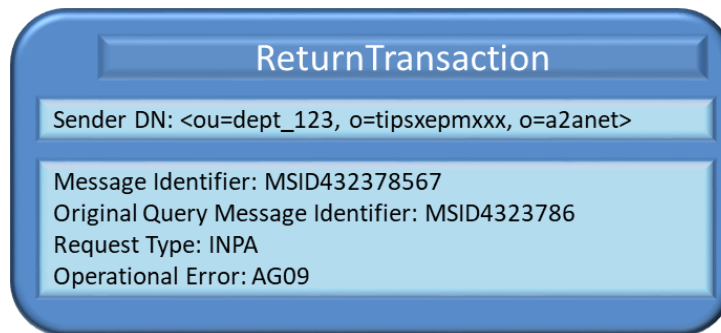 ReturnTransaction
Sender DN: <ou=dept_123, o=tipsxepmxxx, o=a2anet>
Message Identifier: MSID432378567
Original Query Message Identifier: MSID4323786
Request Type: INPA
Operational Error: AG09